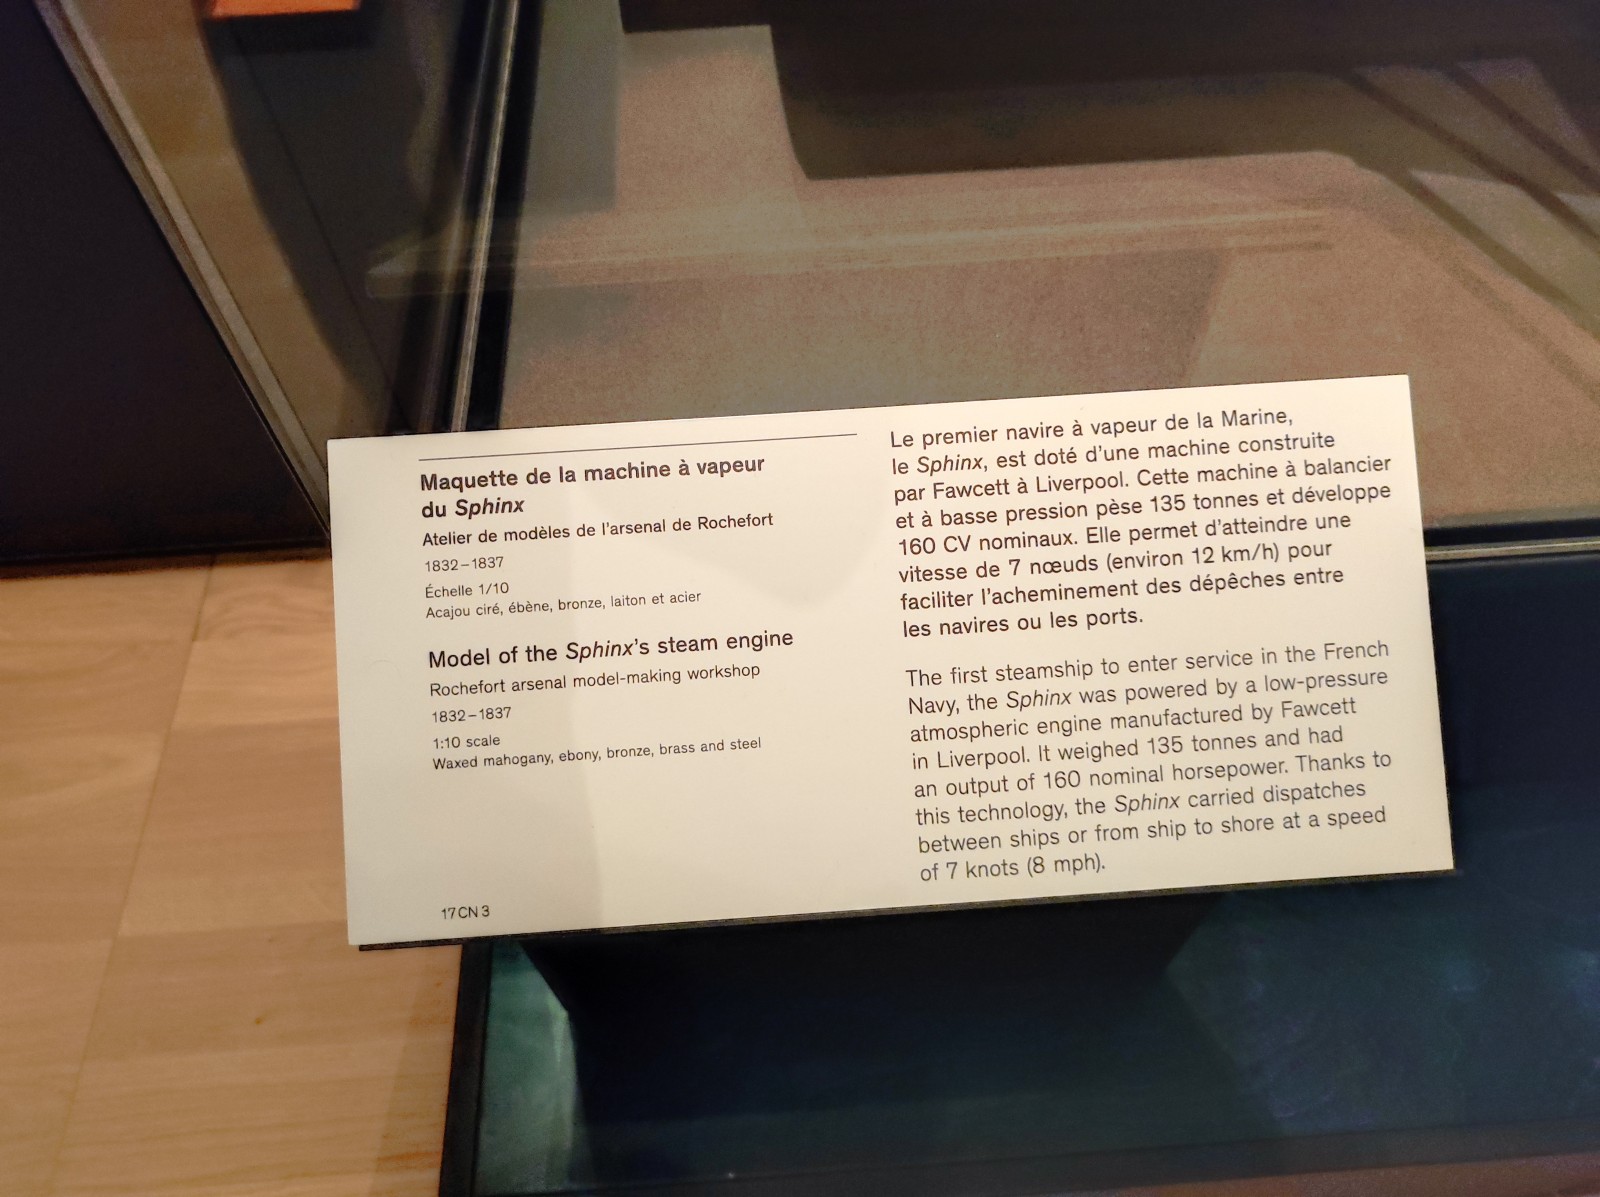 Maquette de la machine à vapeur
du Sphinx
Atelier de modèles de l'arsenal de Rochefort
1832–1837
Échelle 1/10
Acajou ciré, ébène, bronze, laiton et acier
Model of the Sphinx's steam engine
Rochefort arsenal model-making workshop
1832–1837
1:10 scale
Waxed mahogany, ebony, bronze, brass and steel
17 CN 3
Le premier navire à vapeur de la Marine,
le Sphinx, est doté d'une machine construite
par Fawcett à Liverpool. Cette machine à balancier
et à basse pression pèse 135 tonnes et développe
160 CV nominaux. Elle permet d'atteindre une
vitesse de 7 nœuds (environ 12 km/h) pour
faciliter l'acheminement des dépêches entre
les navires ou les ports.
The first steamship to enter service in the French
Navy, the Sphinx was powered by a low-pressure
atmospheric engine manufactured by Fawcett
in Liverpool. It weighed 135 tonnes and had
an output of 160 nominal horsepower. Thanks to
this technology, the Sphinx carried dispatches
between ships or from ship to shore at a speed
of 7 knots (8 mph).